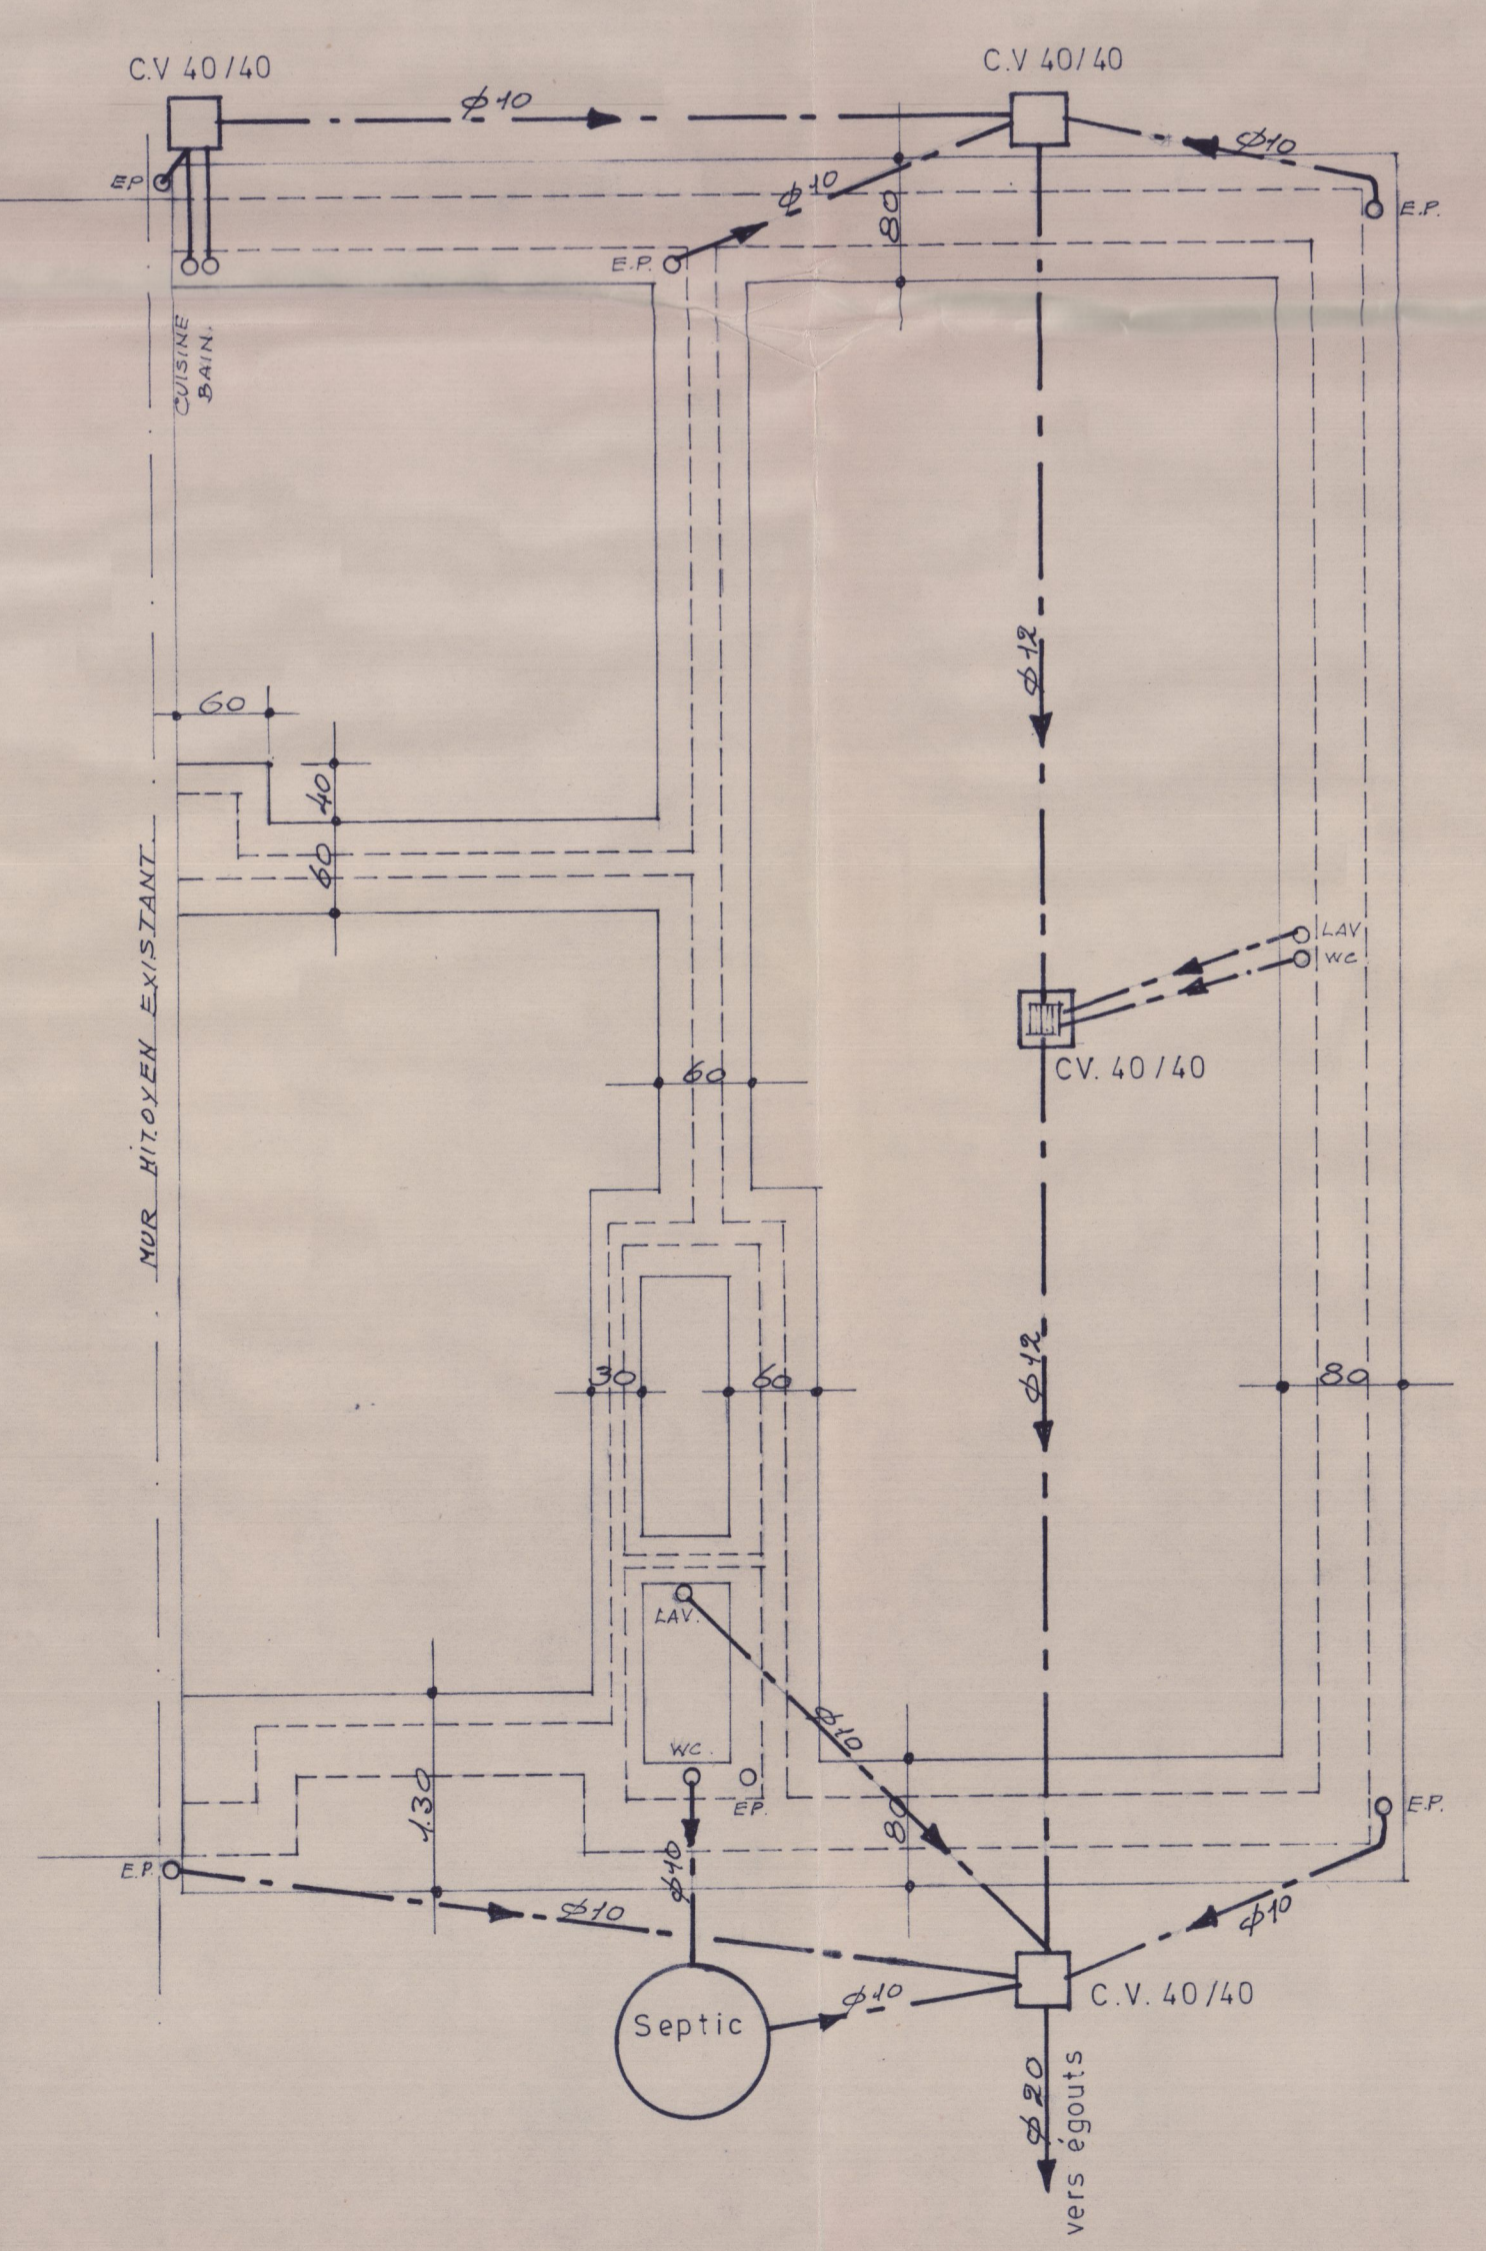 C.V 40/40
C.V 40/40
ϕ10
ϕ10
EP
ϕ10
80
E.P.
E.P.
CUISINE
BAIN.
ϕ12
60
40
60
MUR MITOYEN EXISTANT.
LAV
WC
CV. 40/40
60
ϕ12
30
60
80
LAV.
ϕ10
WC.
EP.
1.30
80
E.P.
E.P.
ϕ10
ϕ10
ϕ10
C.V. 40/40
ϕ10
Septic
ϕ20
vers égouts